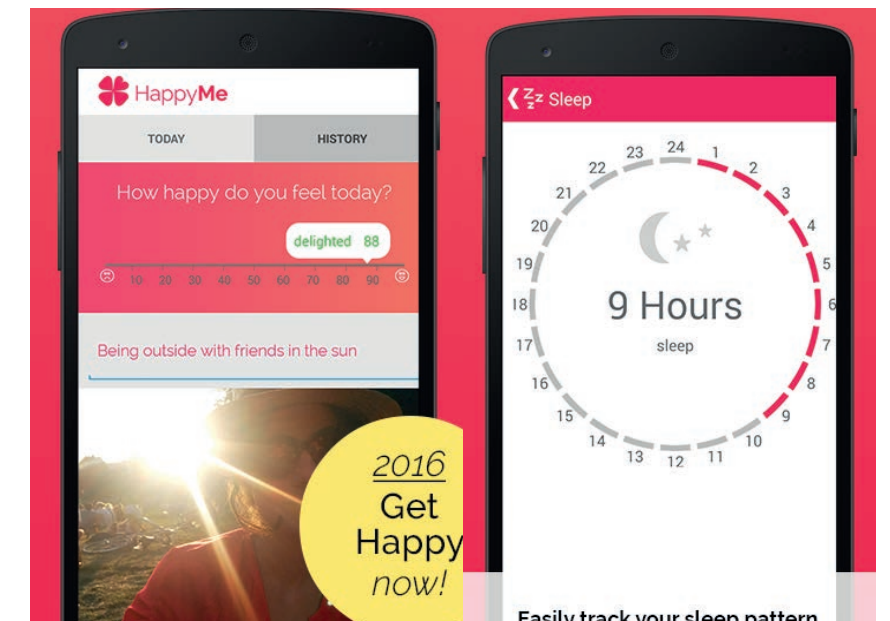 HappyMe
TODAY HISTORY
How happy do you feel today?
delighted 88
10 20 30 40 50 60 70 80 90
Being outside with friends in the sun
2016
Get
Happy
now!
Sleep
24
1
2
3
4
5
6
7
8
9
10
11
12
13
14
15
16
17
18
19
20
21
22
23
9 Hours
sleep
Easily track your sleep pattern